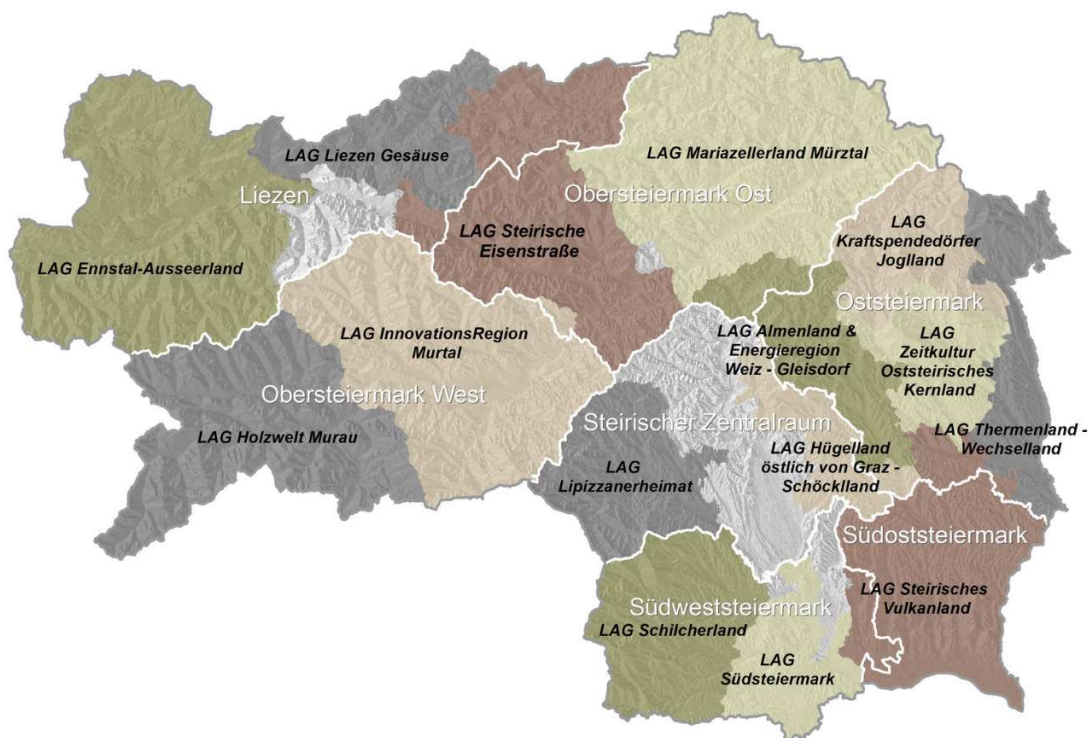 LAG Liezen Gesäuse
LAG Mariazellerland Mürztal
Liezen
Obersteiermark Ost
LAG Steirische
Eisenstraße
LAG
Kraftspendedörfer
Joglland
LAG Ennstal-Ausseerland
Oststeiermark
LAG InnovationsRegion
Murtal
LAG Almenland &
Energieregion
Weiz - Gleisdorf
LAG
Zeitkultur
Oststeirisches
Kernland
Obersteiermark West
Steirischer Zentralraum
LAG Holzwelt Murau
LAG Thermenland -
Wechselland
LAG
Lipizzanerheimat
LAG Hügelland
östlich von Graz -
Schöcklland
Südoststeiermark
LAG Steirisches
Vulkanland
Südweststeiermark
LAG Schilcherland
LAG
Südsteiermark